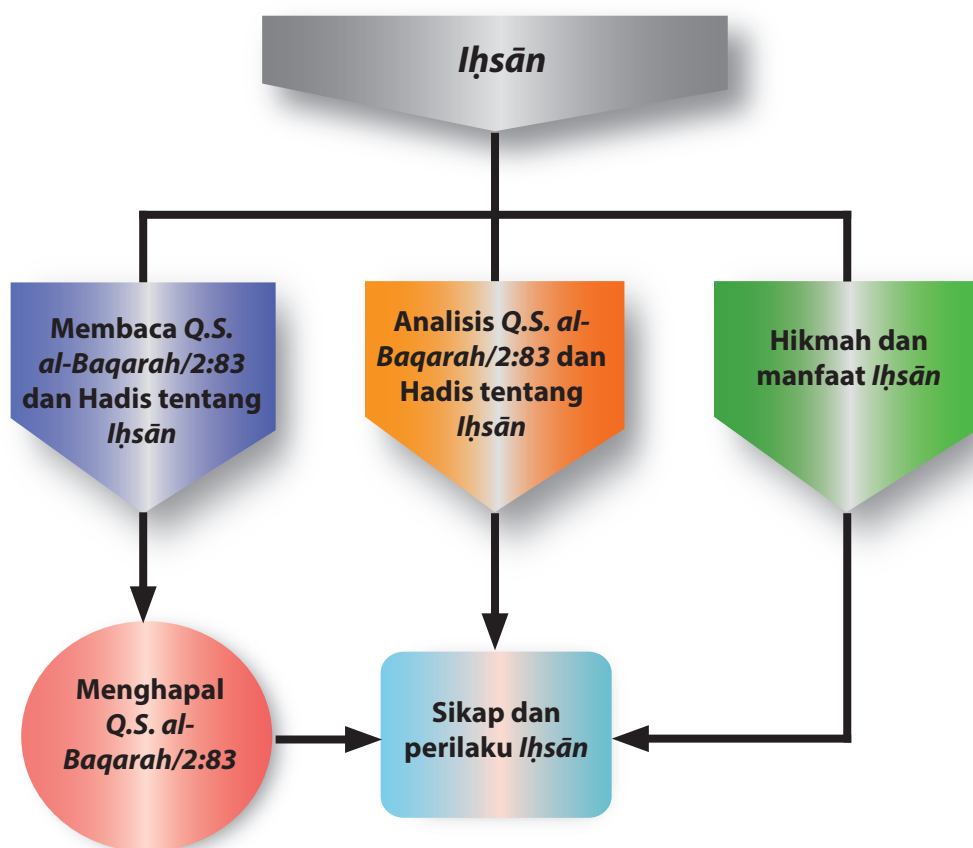 Iḥsān
Membaca Q.S.
al-Baqarah/2:83
dan Hadis tentang
Iḥsān
Analisis Q.S. al-
Baqarah/2:83 dan
Hadis tentang
Iḥsān
Hikmah dan
manfaat Iḥsān
Menghapal
Q.S. al-
Baqarah/2:83
Sikap dan
perilaku Iḥsān